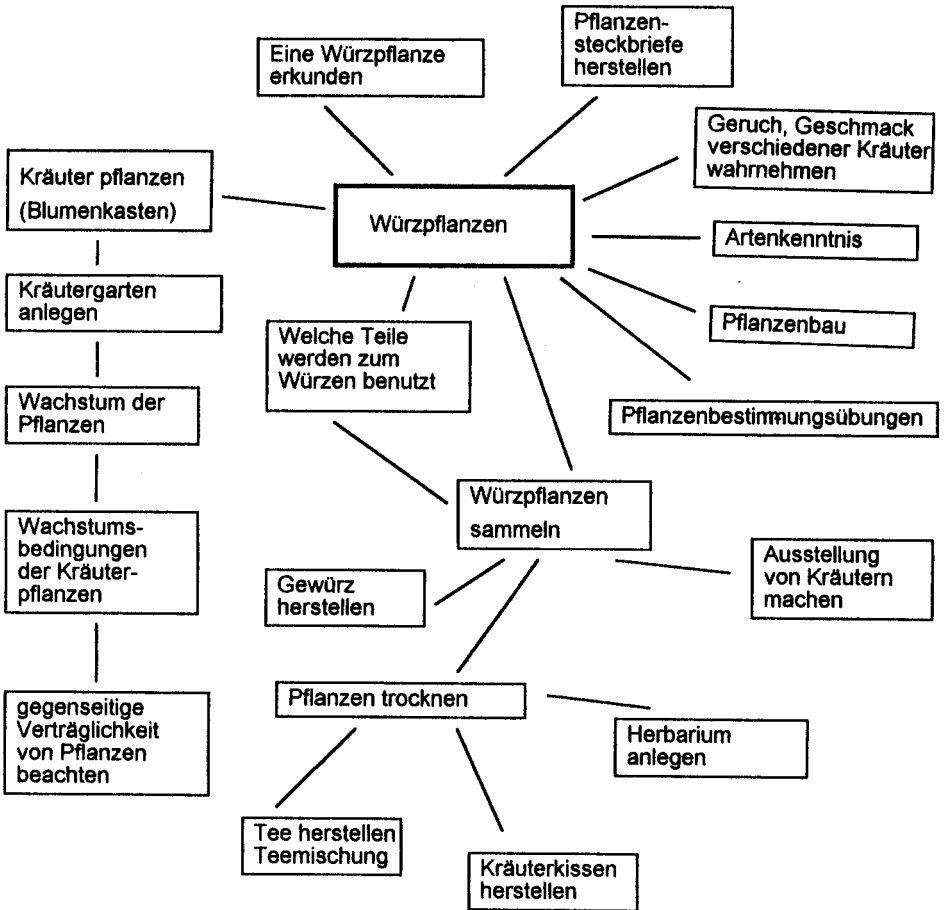 Pflanzen-
steckbriefe
herstellen
Eine Würzpflanze
erkunden
Geruch, Geschmack
verschiedener Kräuter
wahrnehmen
Kräuter pflanzen
(Blumenkasten)
Würzpflanzen
Artenkenntnis
Kräutergarten
anlegen
Pflanzenbau
Welche Teile
werden zum
Würzen benutzt
Wachstum der
Pflanzen
Pflanzenbestimmungsübungen
Würzpflanzen
sammeln
Wachstums-
bedingungen
der Kräuter-
pflanzen
Ausstellung
von Kräutern
machen
Gewürz
herstellen
Pflanzen trocknen
gegenseitige
Verträglichkeit
von Pflanzen
beachten
Herbarium
anlegen
Tee herstellen
Teemischung
Kräuterkissen
herstellen